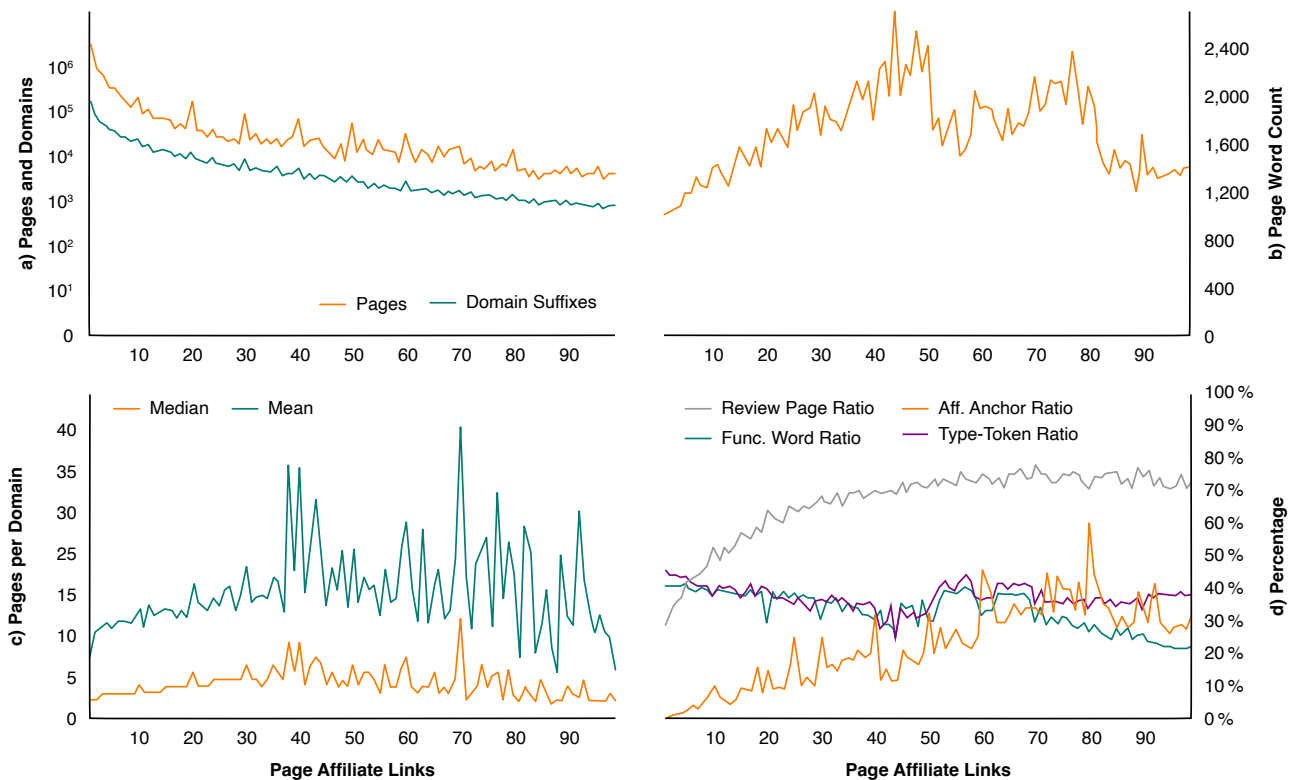 a) Pages and Domains
10⁶
10⁵
10⁴
10³
10²
10¹
0
Pages
Domain Suffixes
10 20 30 40 50 60 70 80 90
b) Page Word Count
2,400
2,000
1,600
1,200
800
400
0
10 20 30 40 50 60 70 80 90
c) Pages per Domain
Median
Mean
40
35
30
25
20
15
10
5
0
10 20 30 40 50 60 70 80 90
Page Affiliate Links
d) Percentage
Review Page Ratio
Aff. Anchor Ratio
Func. Word Ratio
Type-Token Ratio
100 %
90 %
80 %
70 %
60 %
50 %
40 %
30 %
20 %
10 %
0 %
10 20 30 40 50 60 70 80 90
Page Affiliate Links